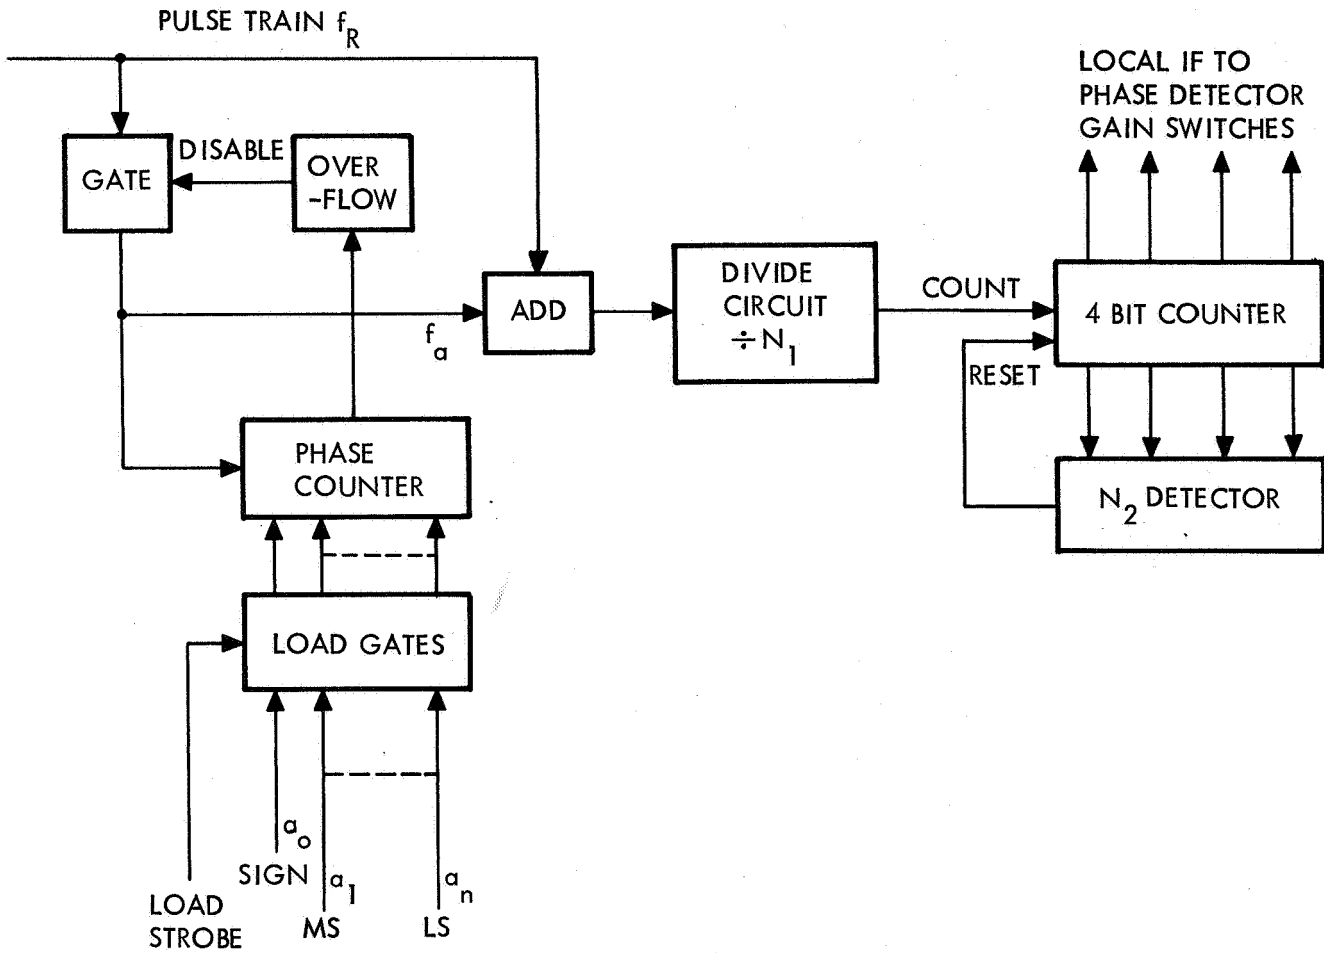 PULSE TRAIN f_R
LOCAL IF TO
PHASE DETECTOR
GAIN SWITCHES
DISABLE
GATE
OVER
-FLOW
ADD
f_a
DIVIDE
CIRCUIT
÷ N_1
COUNT
4 BIT COUNTER
RESET
N_2 DETECTOR
PHASE
COUNTER
LOAD GATES
a_o
SIGN
a_1
a_n
MS
LS
LOAD
STROBE